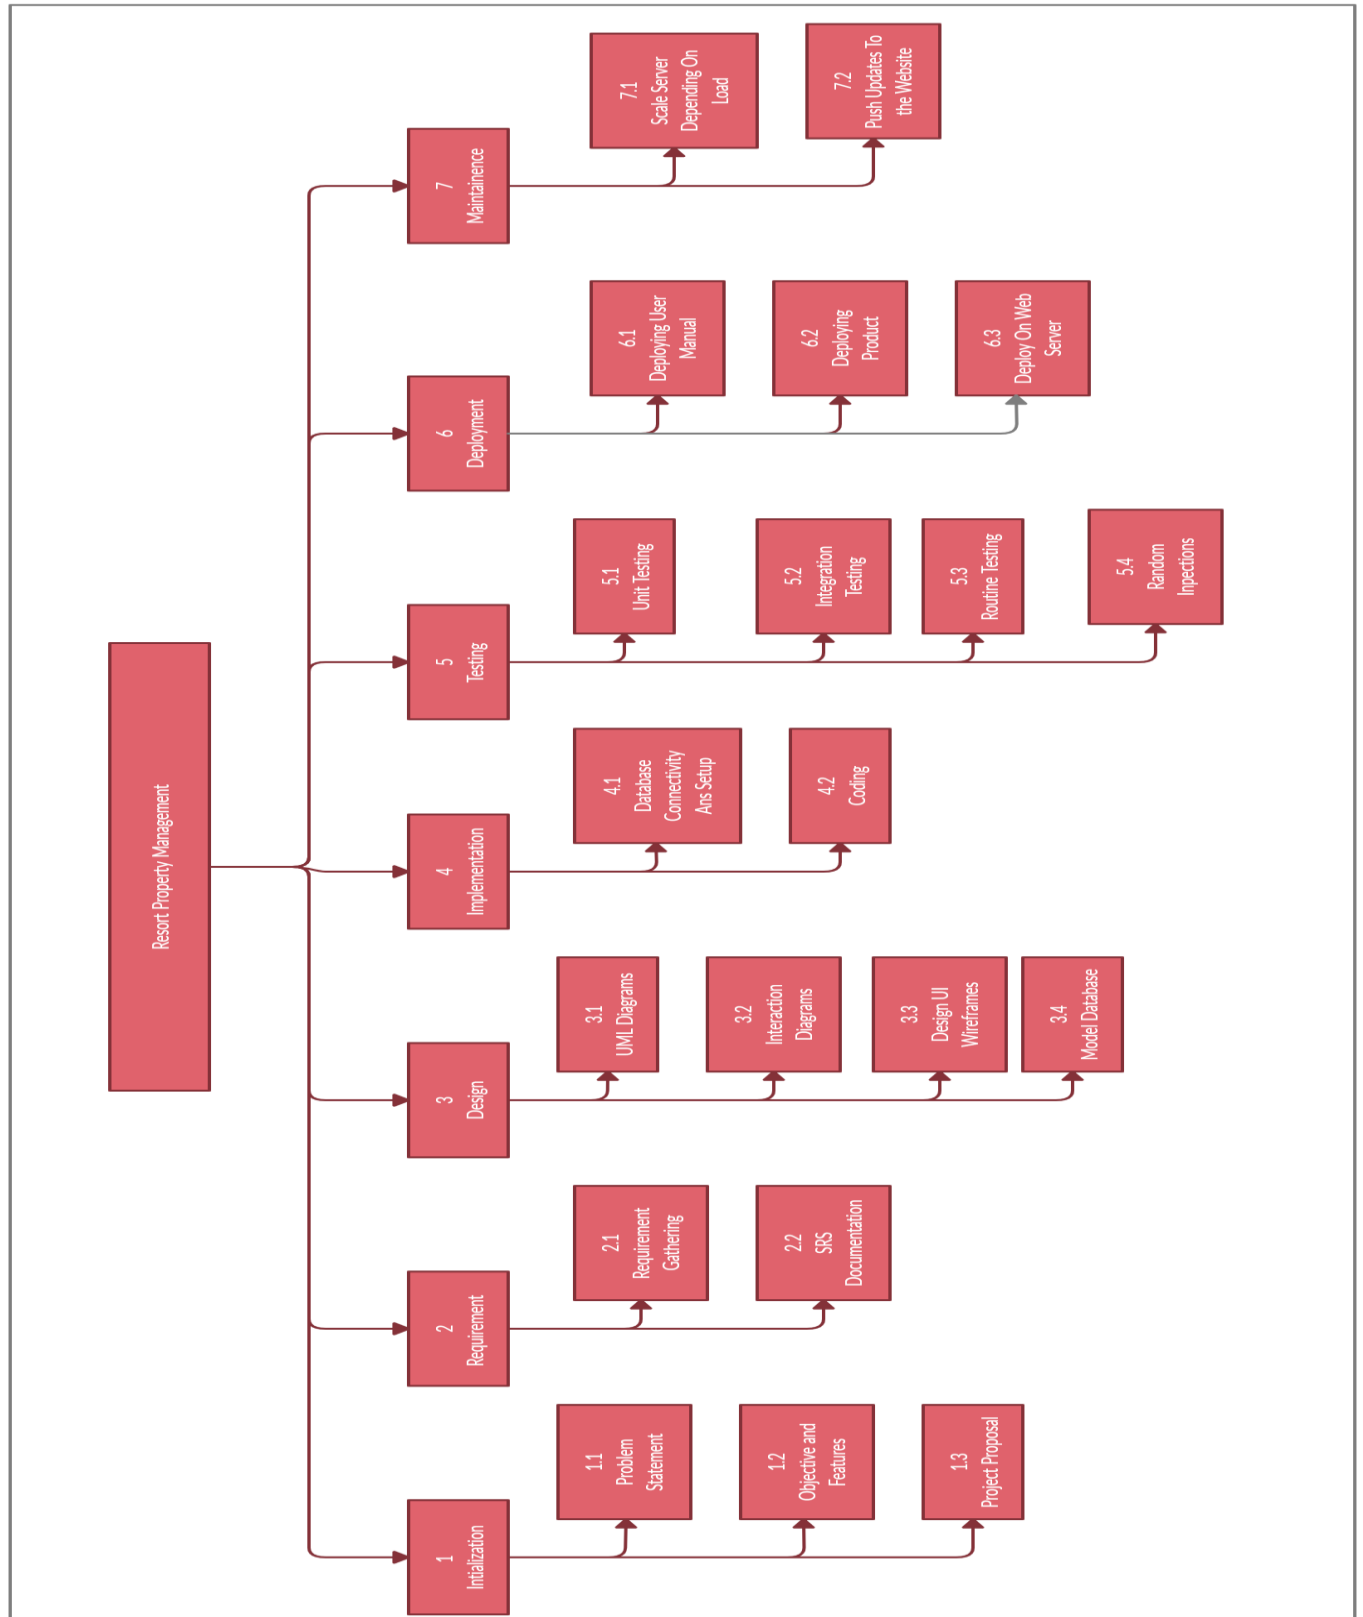 Resort Property Management
1
Intialization
1.1
Problem
Statement
1.2
Objective and
Features
1.3
Project Proposal
2
Requirement
2.1
Requirement
Gathering
2.2
SRS
Documentation
3
Design
3.1
UML Diagrams
3.2
Interaction
Diagrams
3.3
Design UI
Wireframes
3.4
Model Database
4
Implementation
4.1
Database
Connectivity
Ans Setup
4.2
Coding
5
Testing
5.1
Unit Testing
5.2
Integration
Testing
5.3
Routine Testing
5.4
Random
Inpections
6
Deployment
6.1
Deploying User
Manual
6.2
Deploying
Product
6.3
Deploy On Web
Server
7
Maintainence
7.1
Scale Server
Depending On
Load
7.2
Push Updates To
the Website